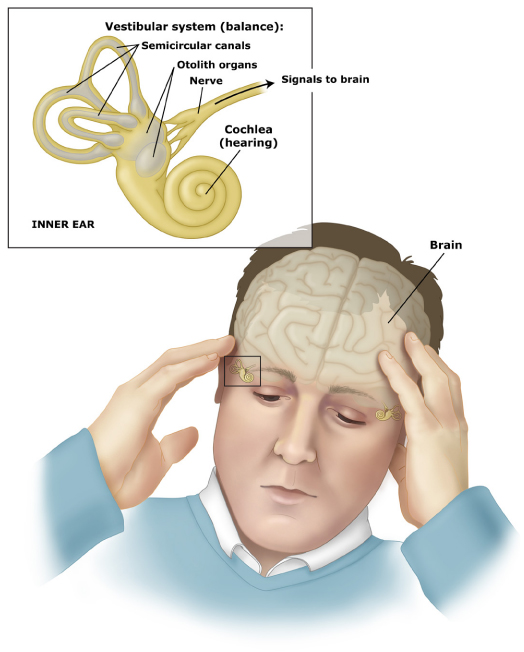 Vestibular system (balance):
Semicircular canals
Otolith organs
Nerve
Signals to brain
Cochlea
(hearing)
INNER EAR
Brain